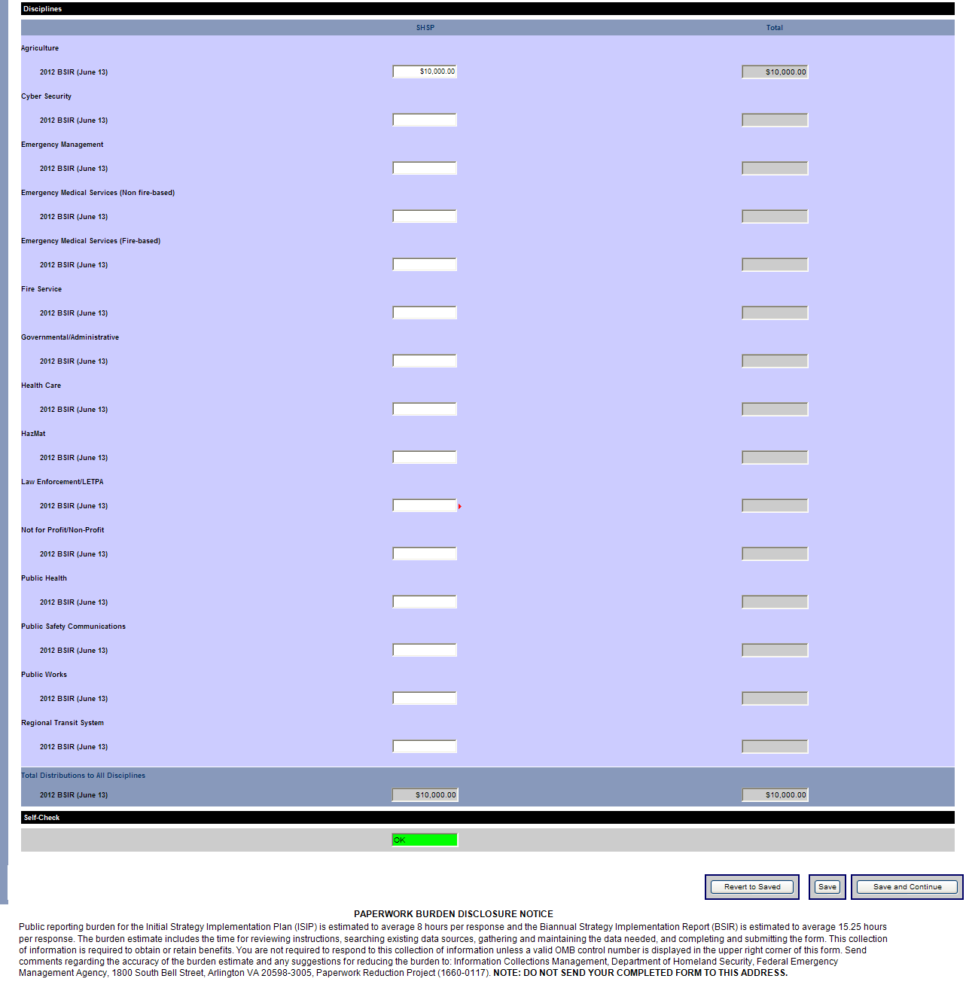 Disciplines
SHSP Total
Agriculture
2012 BSIR (June 13) $10,000.00 $10,000.00
Cyber Security
2012 BSIR (June 13)
Emergency Management
2012 BSIR (June 13)
Emergency Medical Services (Non fire-based)
2012 BSIR (June 13)
Emergency Medical Services (Fire-based)
2012 BSIR (June 13)
Fire Service
2012 BSIR (June 13)
Governmental/Administrative
2012 BSIR (June 13)
Health Care
2012 BSIR (June 13)
HazMat
2012 BSIR (June 13)
Law Enforcement/LETPA
2012 BSIR (June 13)
Not for Profit/Non-Profit
2012 BSIR (June 13)
Public Health
2012 BSIR (June 13)
Public Safety Communications
2012 BSIR (June 13)
Public Works
2012 BSIR (June 13)
Regional Transit System
2012 BSIR (June 13)
Total Distributions to All Disciplines
2012 BSIR (June 13) $10,000.00 $10,000.00
Self-Check
OK
Revert to Saved Save Save and Continue
PAPERWORK BURDEN DISCLOSURE NOTICE
Public reporting burden for the Initial Strategy Implementation Plan (ISIP) is estimated to average 8 hours per response and the Biannual Strategy Implementation Report (BSIR) is estimated to average 15.25 hours
per response. The burden estimate includes the time for reviewing instructions, searching existing data sources, gathering and maintaining the data needed, and completing and submitting the form. This collection
of information is required to obtain or retain benefits. You are not required to respond to this collection of information unless a valid OMB control number is displayed in the upper right corner of this form. Send
comments regarding the accuracy of the burden estimate and any suggestions for reducing the burden to: Information Collections Management, Department of Homeland Security, Federal Emergency
Management Agency, 1800 South Bell Street, Arlington VA 20598-3005, Paperwork Reduction Project (1660-0117). NOTE: DO NOT SEND YOUR COMPLETED FORM TO THIS ADDRESS.